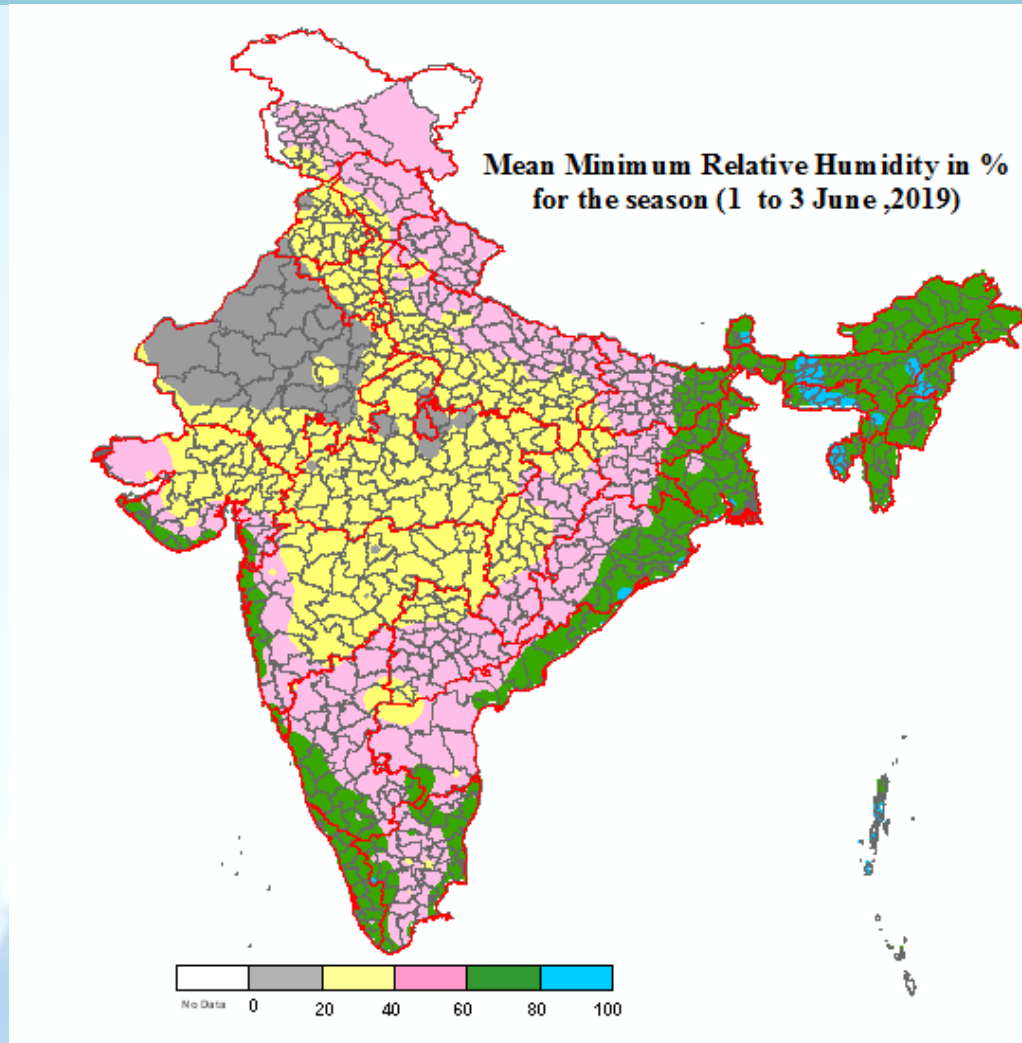 Mean Minimum Relative Humidity in %
for the season (1 to 3 June ,2019)
No Data 0 20 40 60 80 100